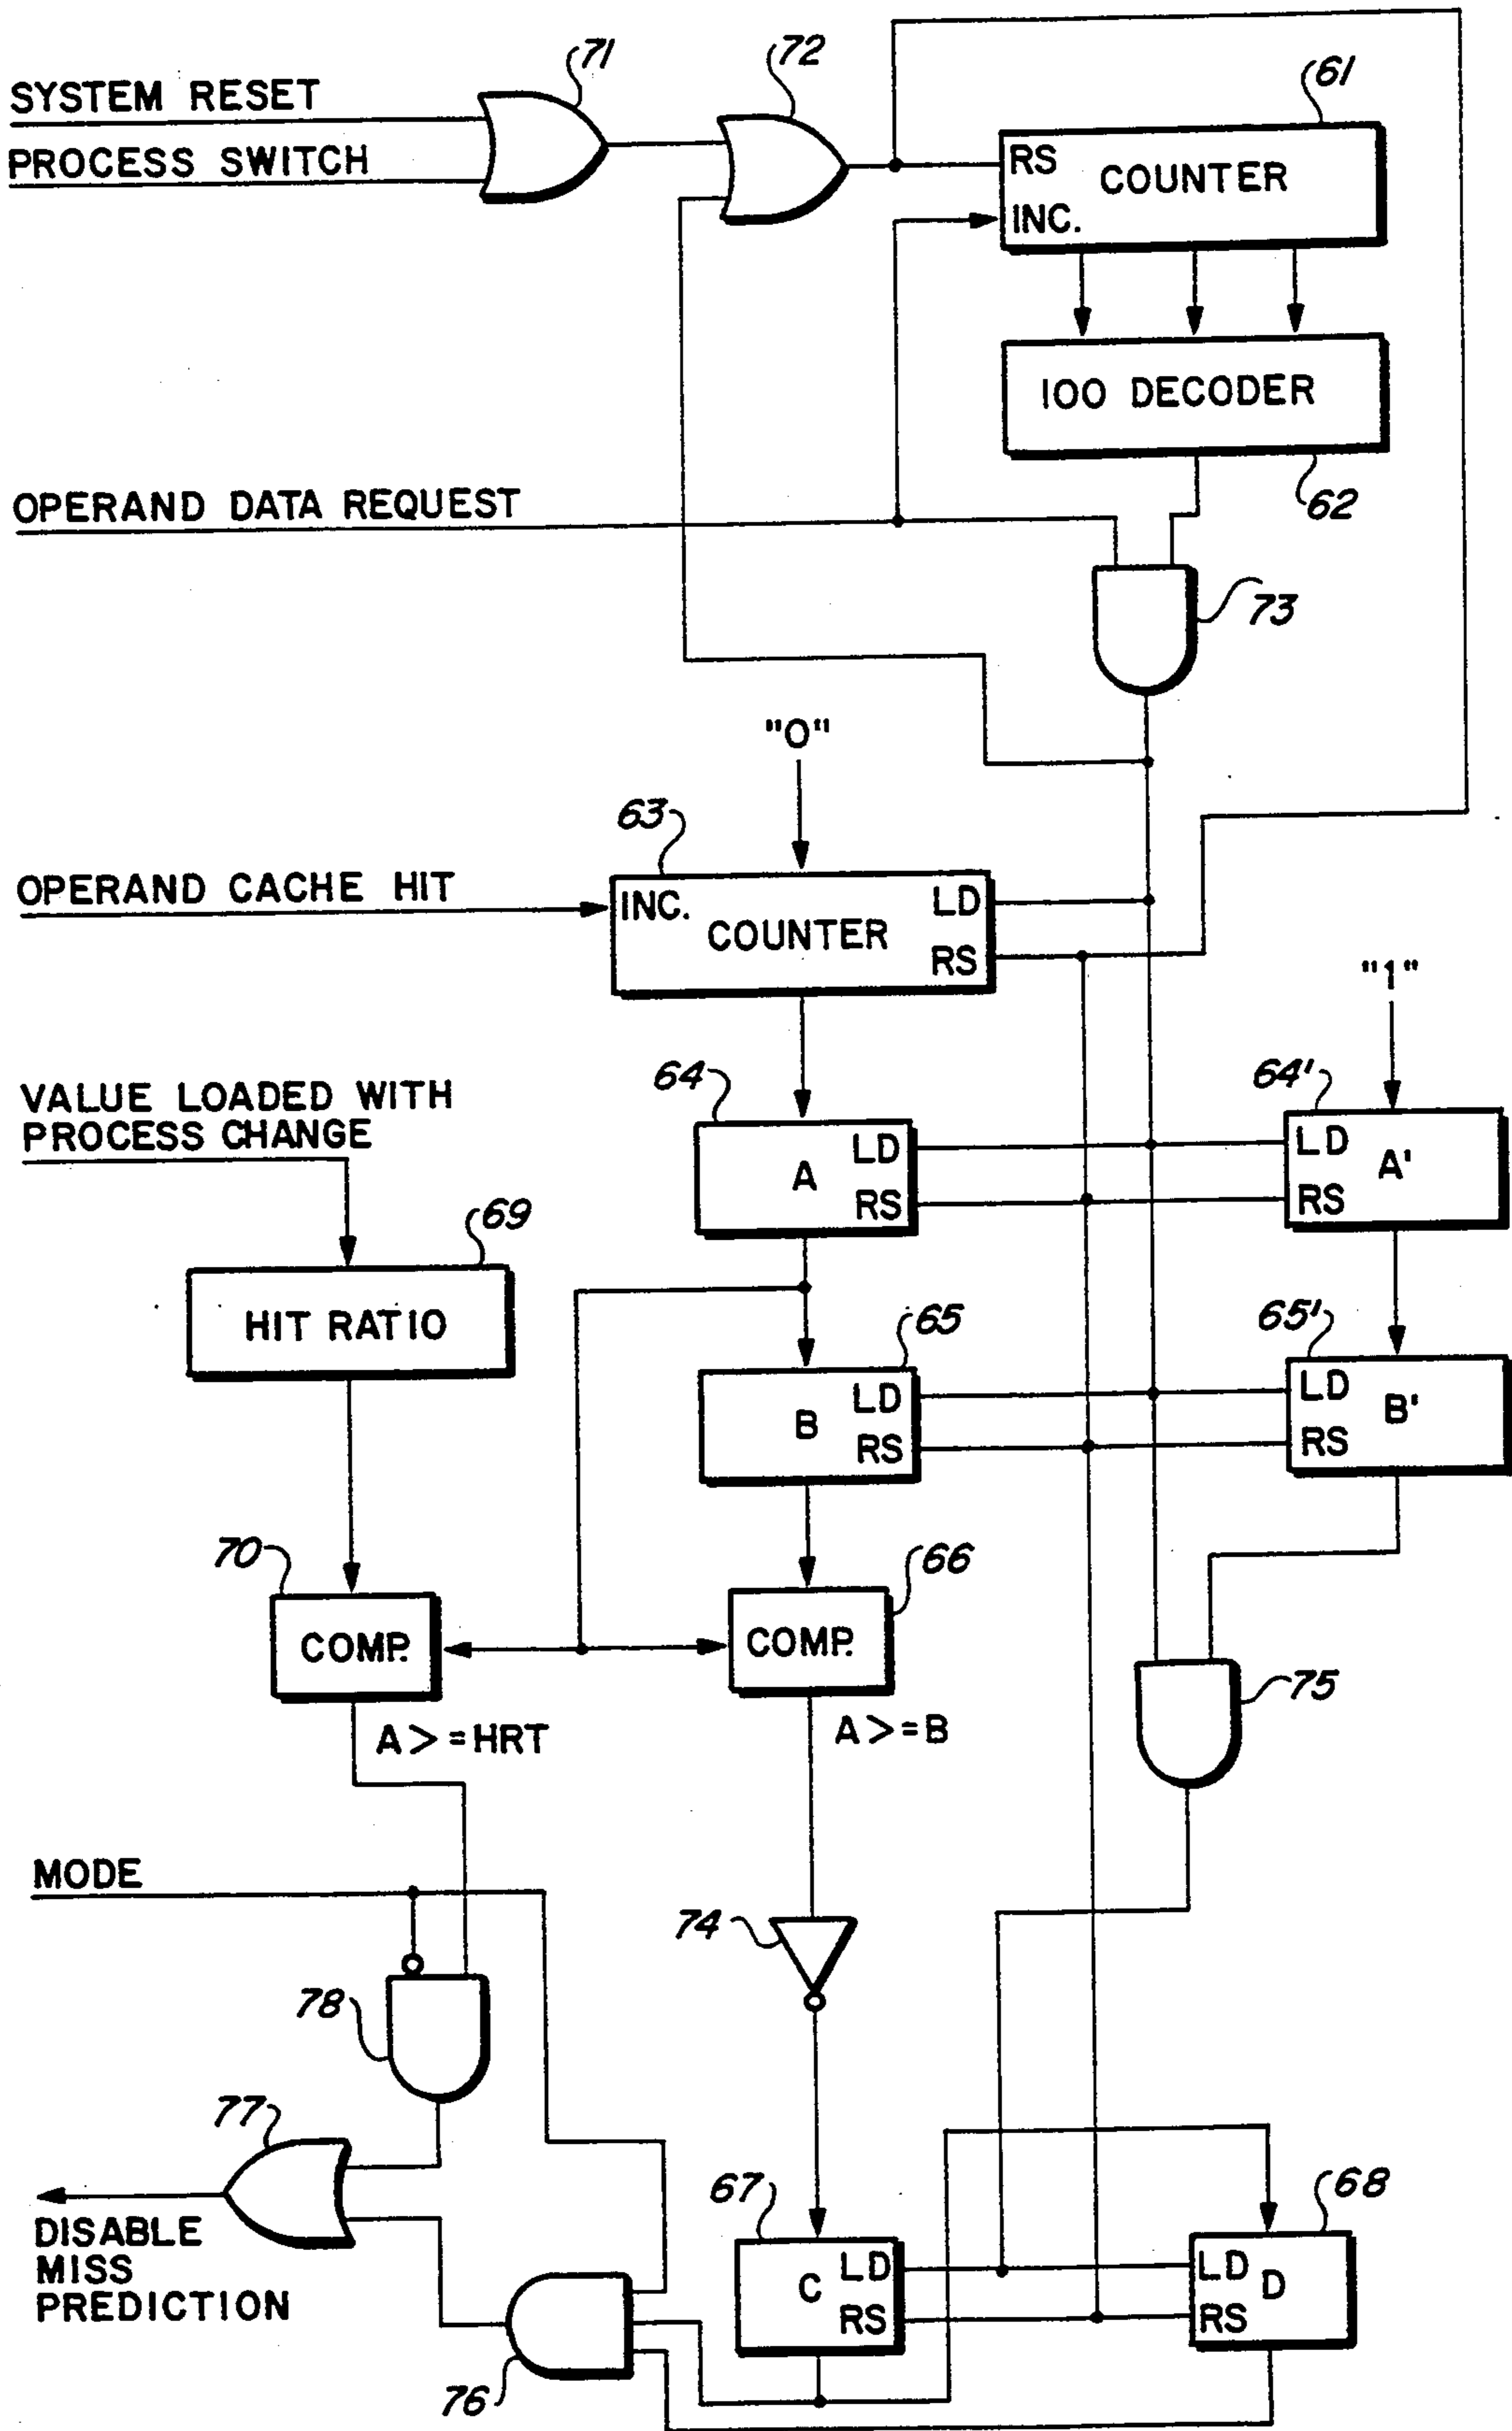 71
72
61
SYSTEM RESET
PROCESS SWITCH
RS
COUNTER
INC.
100 DECODER
62
OPERAND DATA REQUEST
73
"0"
63
OPERAND CACHE HIT
INC.
COUNTER
LD
RS
"1"
VALUE LOADED WITH
PROCESS CHANGE
64
A
LD
RS
64'
LD
A'
RS
69
HIT RATIO
65
B
LD
RS
65'
LD
B'
RS
70
COMP.
66
COMP.
75
A>=HRT
A>=B
MODE
74
78
77
DISABLE
MISS
PREDICTION
76
67
C
LD
RS
68
LD
D
RS